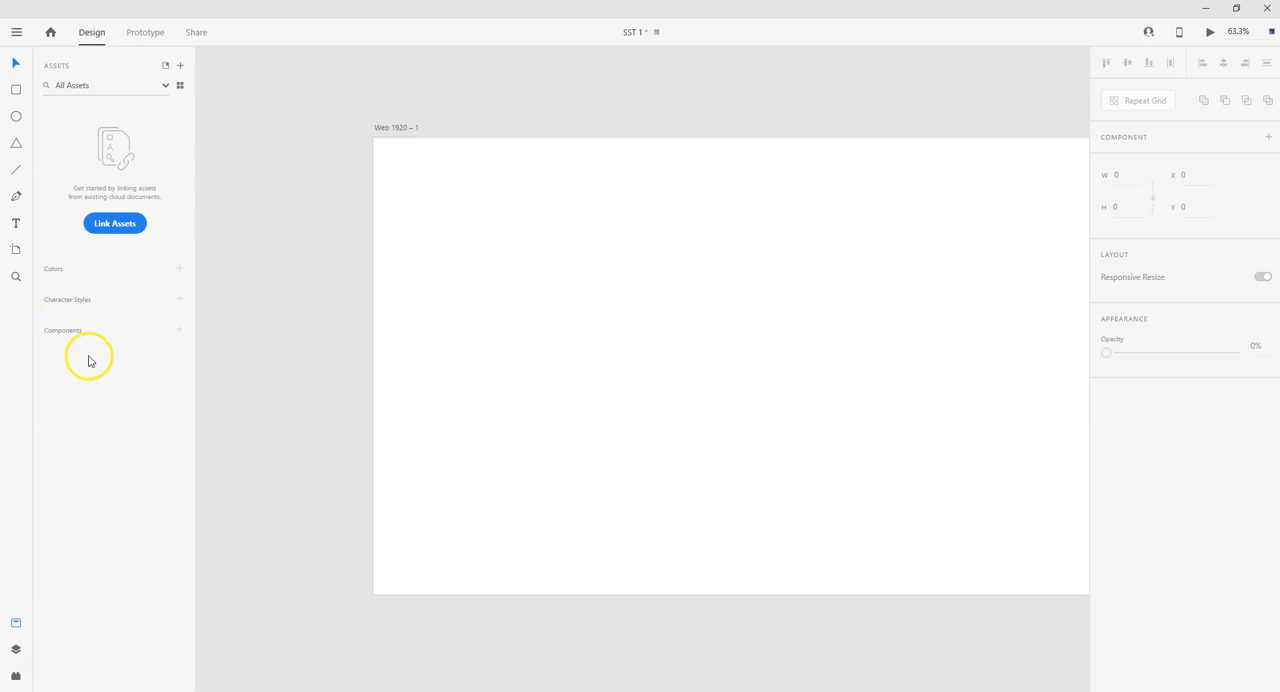 Design
Prototype
Share
SST 1 *
63.3%
ASSETS
All Assets
Get started by linking assets
from existing cloud documents.
Link Assets
Colors
Character Styles
Components
Web 1920 – 1
Repeat Grid
COMPONENT
W 0
X 0
H 0
Y 0
LAYOUT
Responsive Resize
APPEARANCE
Opacity
0%